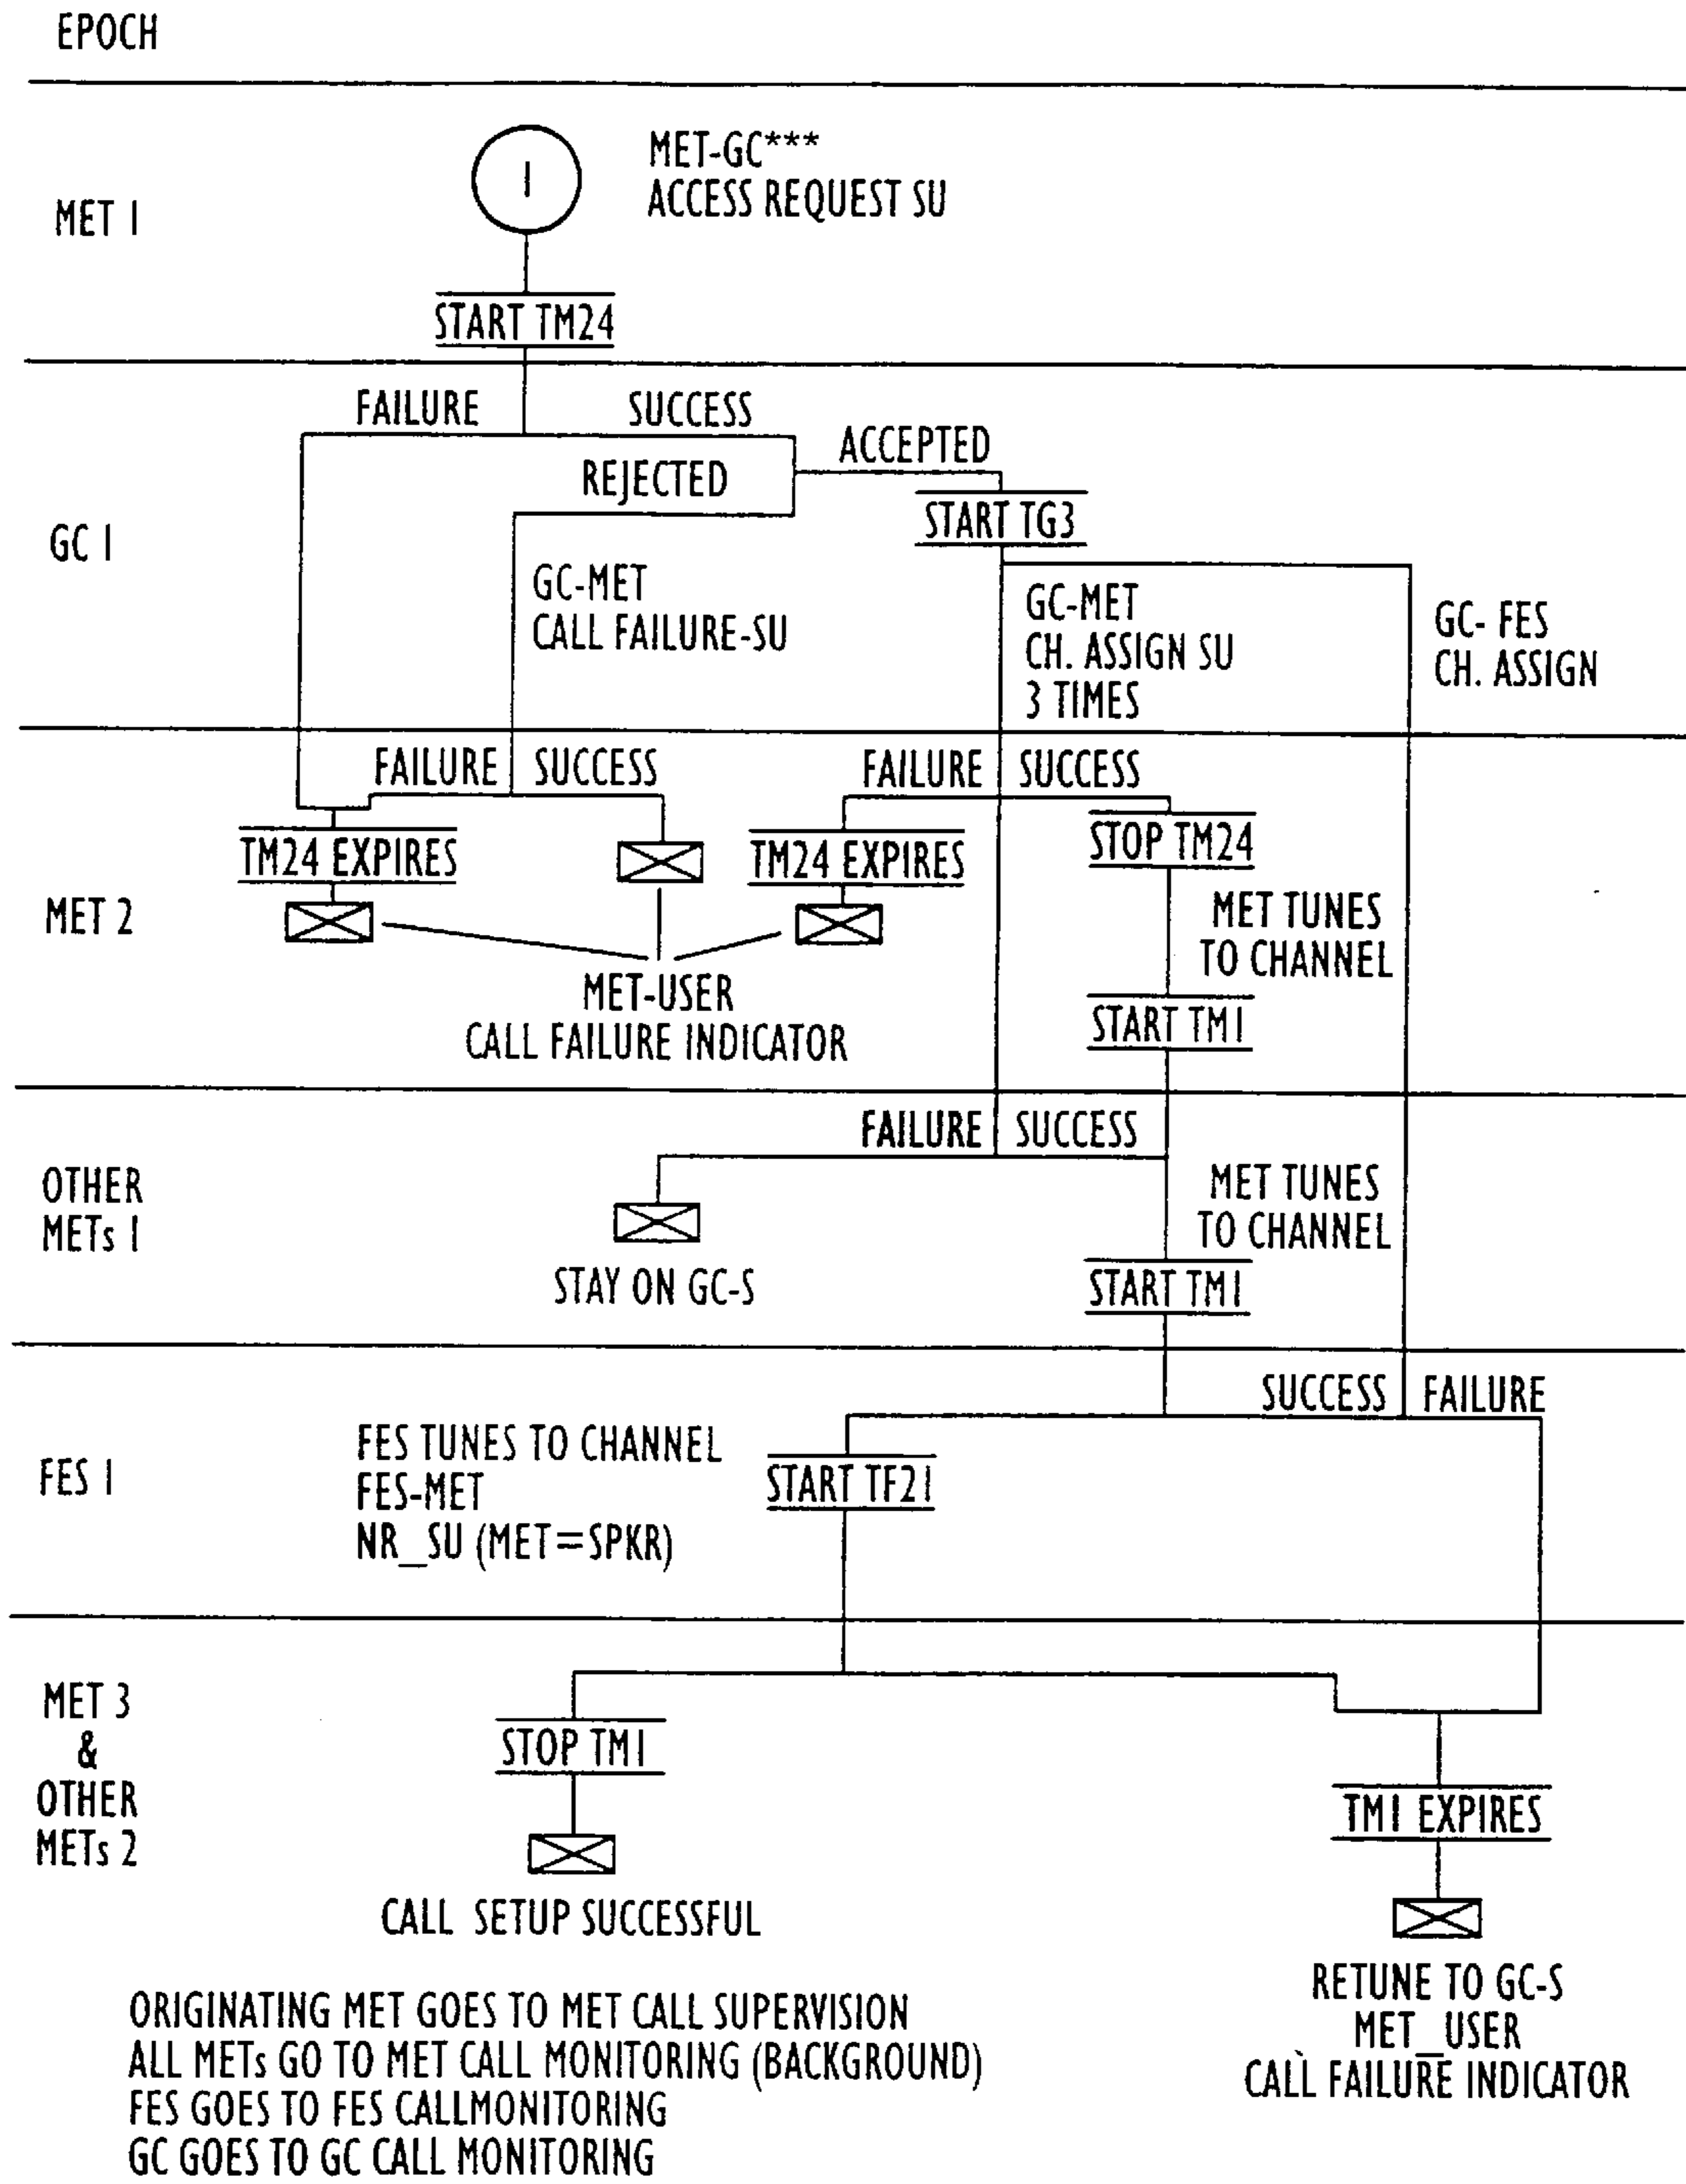 EPOCH
MET 1
1
MET-GC***
ACCESS REQUEST SU
START TM24
GC 1
FAILURE
SUCCESS
ACCEPTED
REJECTED
START TG3
GC-MET
CALL FAILURE-SU
GC-MET
CH. ASSIGN SU
3 TIMES
GC- FES
CH. ASSIGN
MET 2
FAILURE
SUCCESS
FAILURE
SUCCESS
TM24 EXPIRES
TM24 EXPIRES
STOP TM24
MET TUNES
TO CHANNEL
MET-USER
CALL FAILURE INDICATOR
START TM1
OTHER
METs 1
FAILURE
SUCCESS
MET TUNES
TO CHANNEL
STAY ON GC-S
START TM1
FES 1
SUCCESS
FAILURE
FES TUNES TO CHANNEL
FES-MET
NR_SU (MET=SPKR)
START TF21
MET 3
&
OTHER
METs 2
STOP TM1
TM1 EXPIRES
CALL SETUP SUCCESSFUL
RETUNE TO GC-S
MET_USER
CALL FAILURE INDICATOR
ORIGINATING MET GOES TO MET CALL SUPERVISION
ALL METs GO TO MET CALL MONITORING (BACKGROUND)
FES GOES TO FES CALLMONITORING
GC GOES TO GC CALL MONITORING